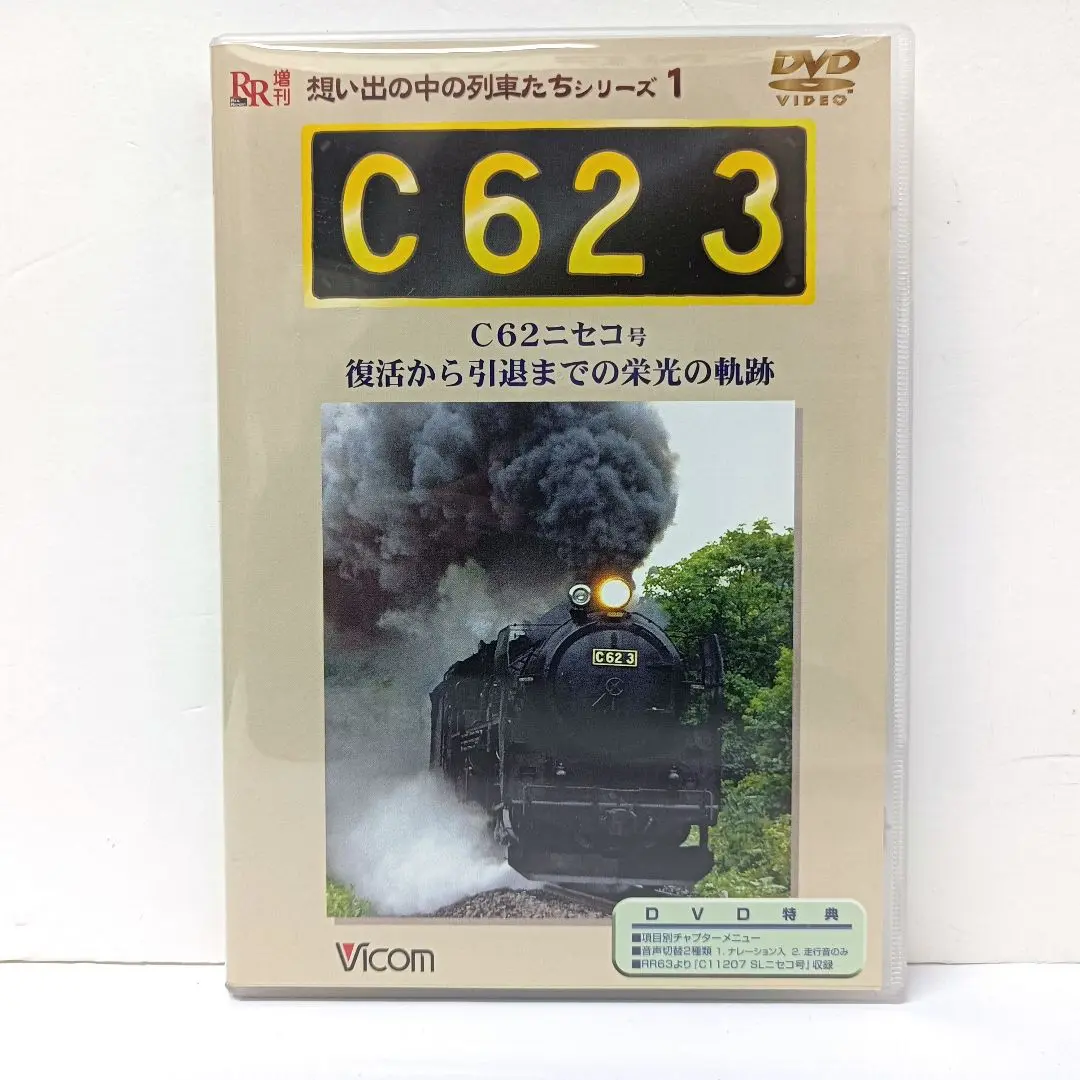 RR増刊 想い出の中の列車たちシリーズ 1
DVD
VIDEO
C62 3
C62ニセコ号
復活から引退までの栄光の軌跡
C62 3
DVD特典
■項目別チャプターメニュー
■音声切替2種類 1. ナレーション入 2. 走行音のみ
■RR63より「C11207 SLニセコ号」収録
Vicom